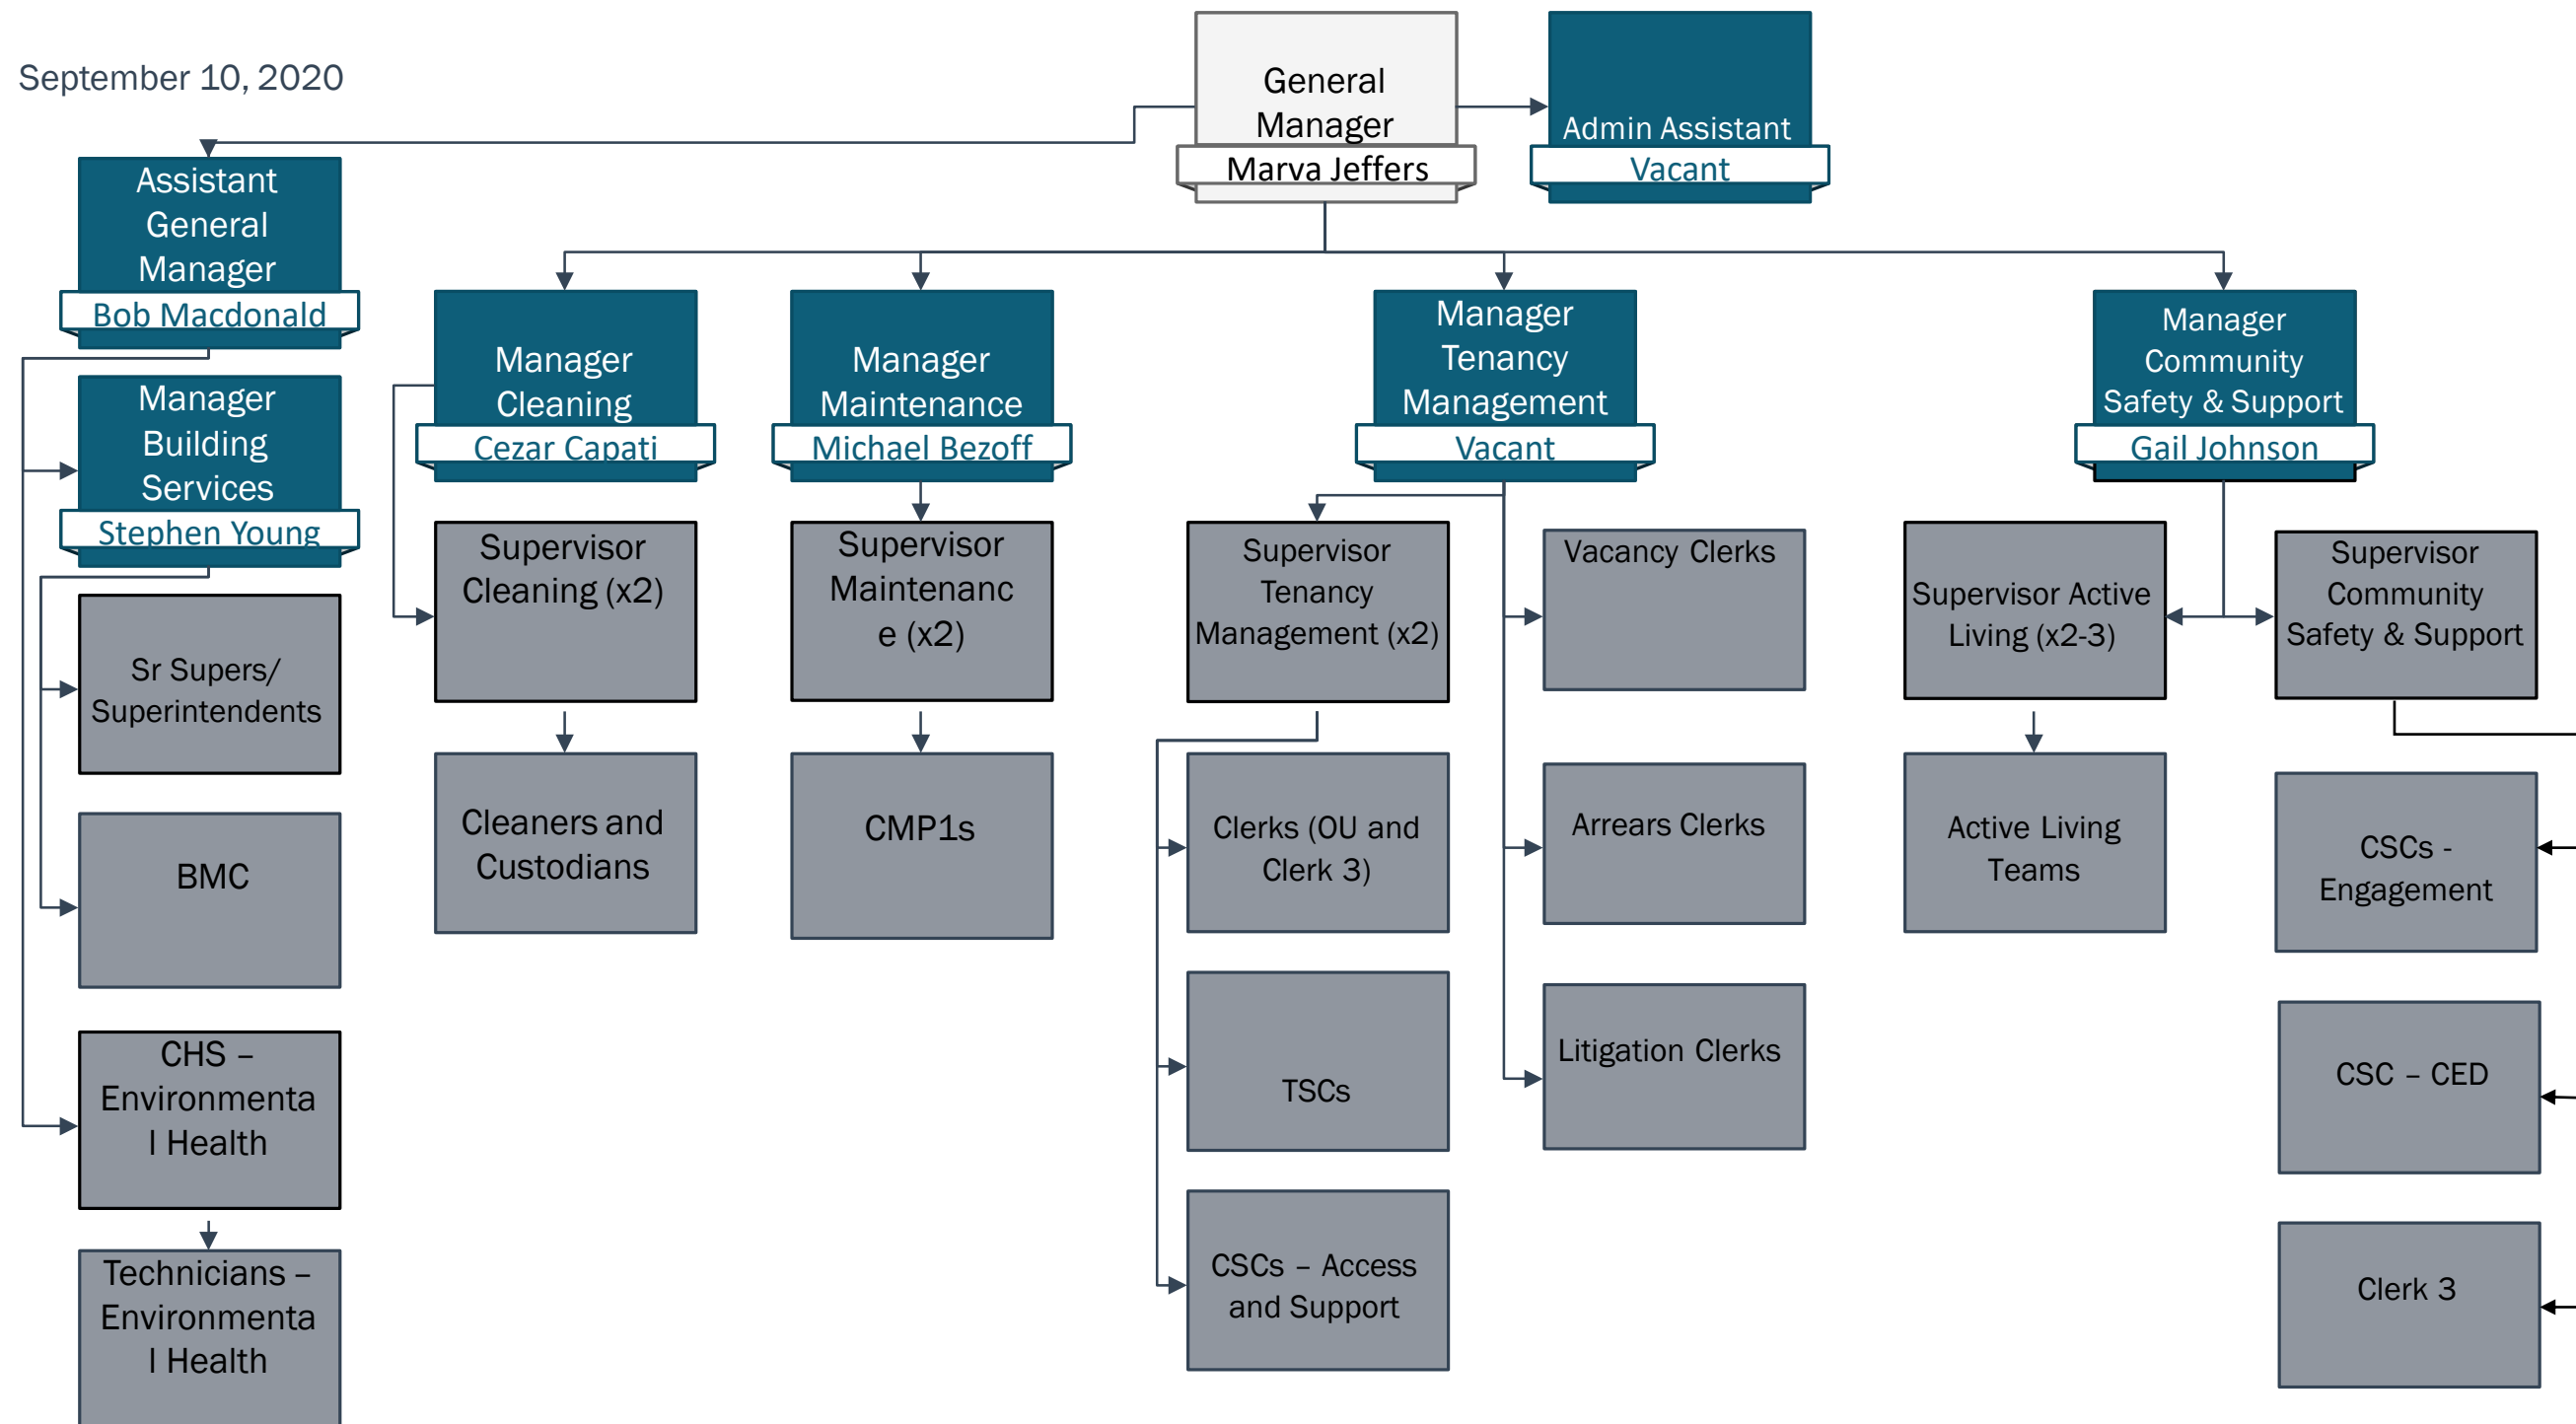 September 10, 2020
General
Manager
Marva Jeffers
Admin Assistant
Vacant
Assistant
General
Manager
Bob Macdonald
Manager
Building
Services
Stephen Young
Sr Supers/
Superintendents
BMC
CHS –
Environmenta
l Health
Technicians –
Environmenta
l Health
Manager
Cleaning
Cezar Capati
Supervisor
Cleaning (x2)
Cleaners and
Custodians
Manager
Maintenance
Michael Bezoff
Supervisor
Maintenanc
e (x2)
CMP1s
Manager
Tenancy
Management
Vacant
Supervisor
Tenancy
Management (x2)
Clerks (OU and
Clerk 3)
TSCs
CSCs – Access
and Support
Vacancy Clerks
Arrears Clerks
Litigation Clerks
Manager
Community
Safety & Support
Gail Johnson
Supervisor Active
Living (x2-3)
Active Living
Teams
Supervisor
Community
Safety & Support
CSCs -
Engagement
CSC – CED
Clerk 3